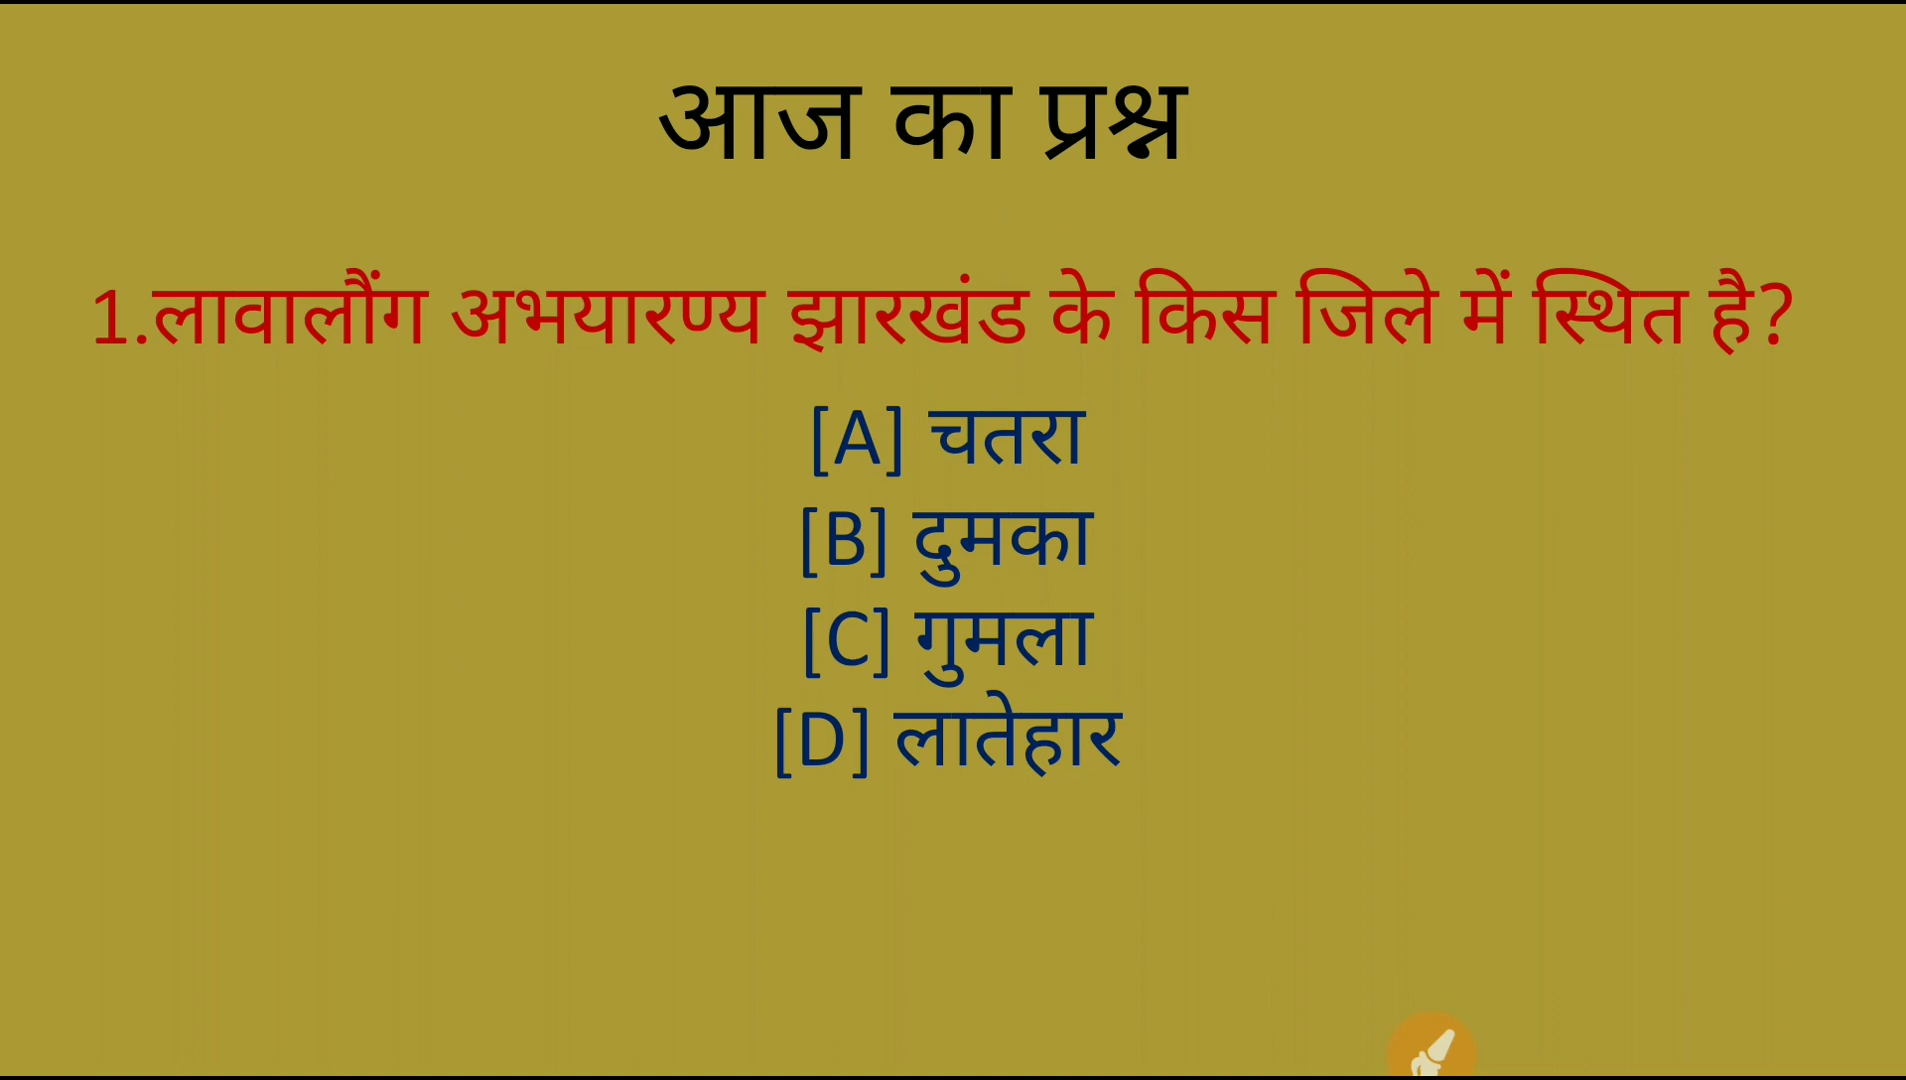 आज का प्रश्न
1.लावालौंग अभयारण्य झारखंड के किस जिले में स्थित है?
[A] चतरा
[B] दुमका
[C] गुमला
[D] लातेहार